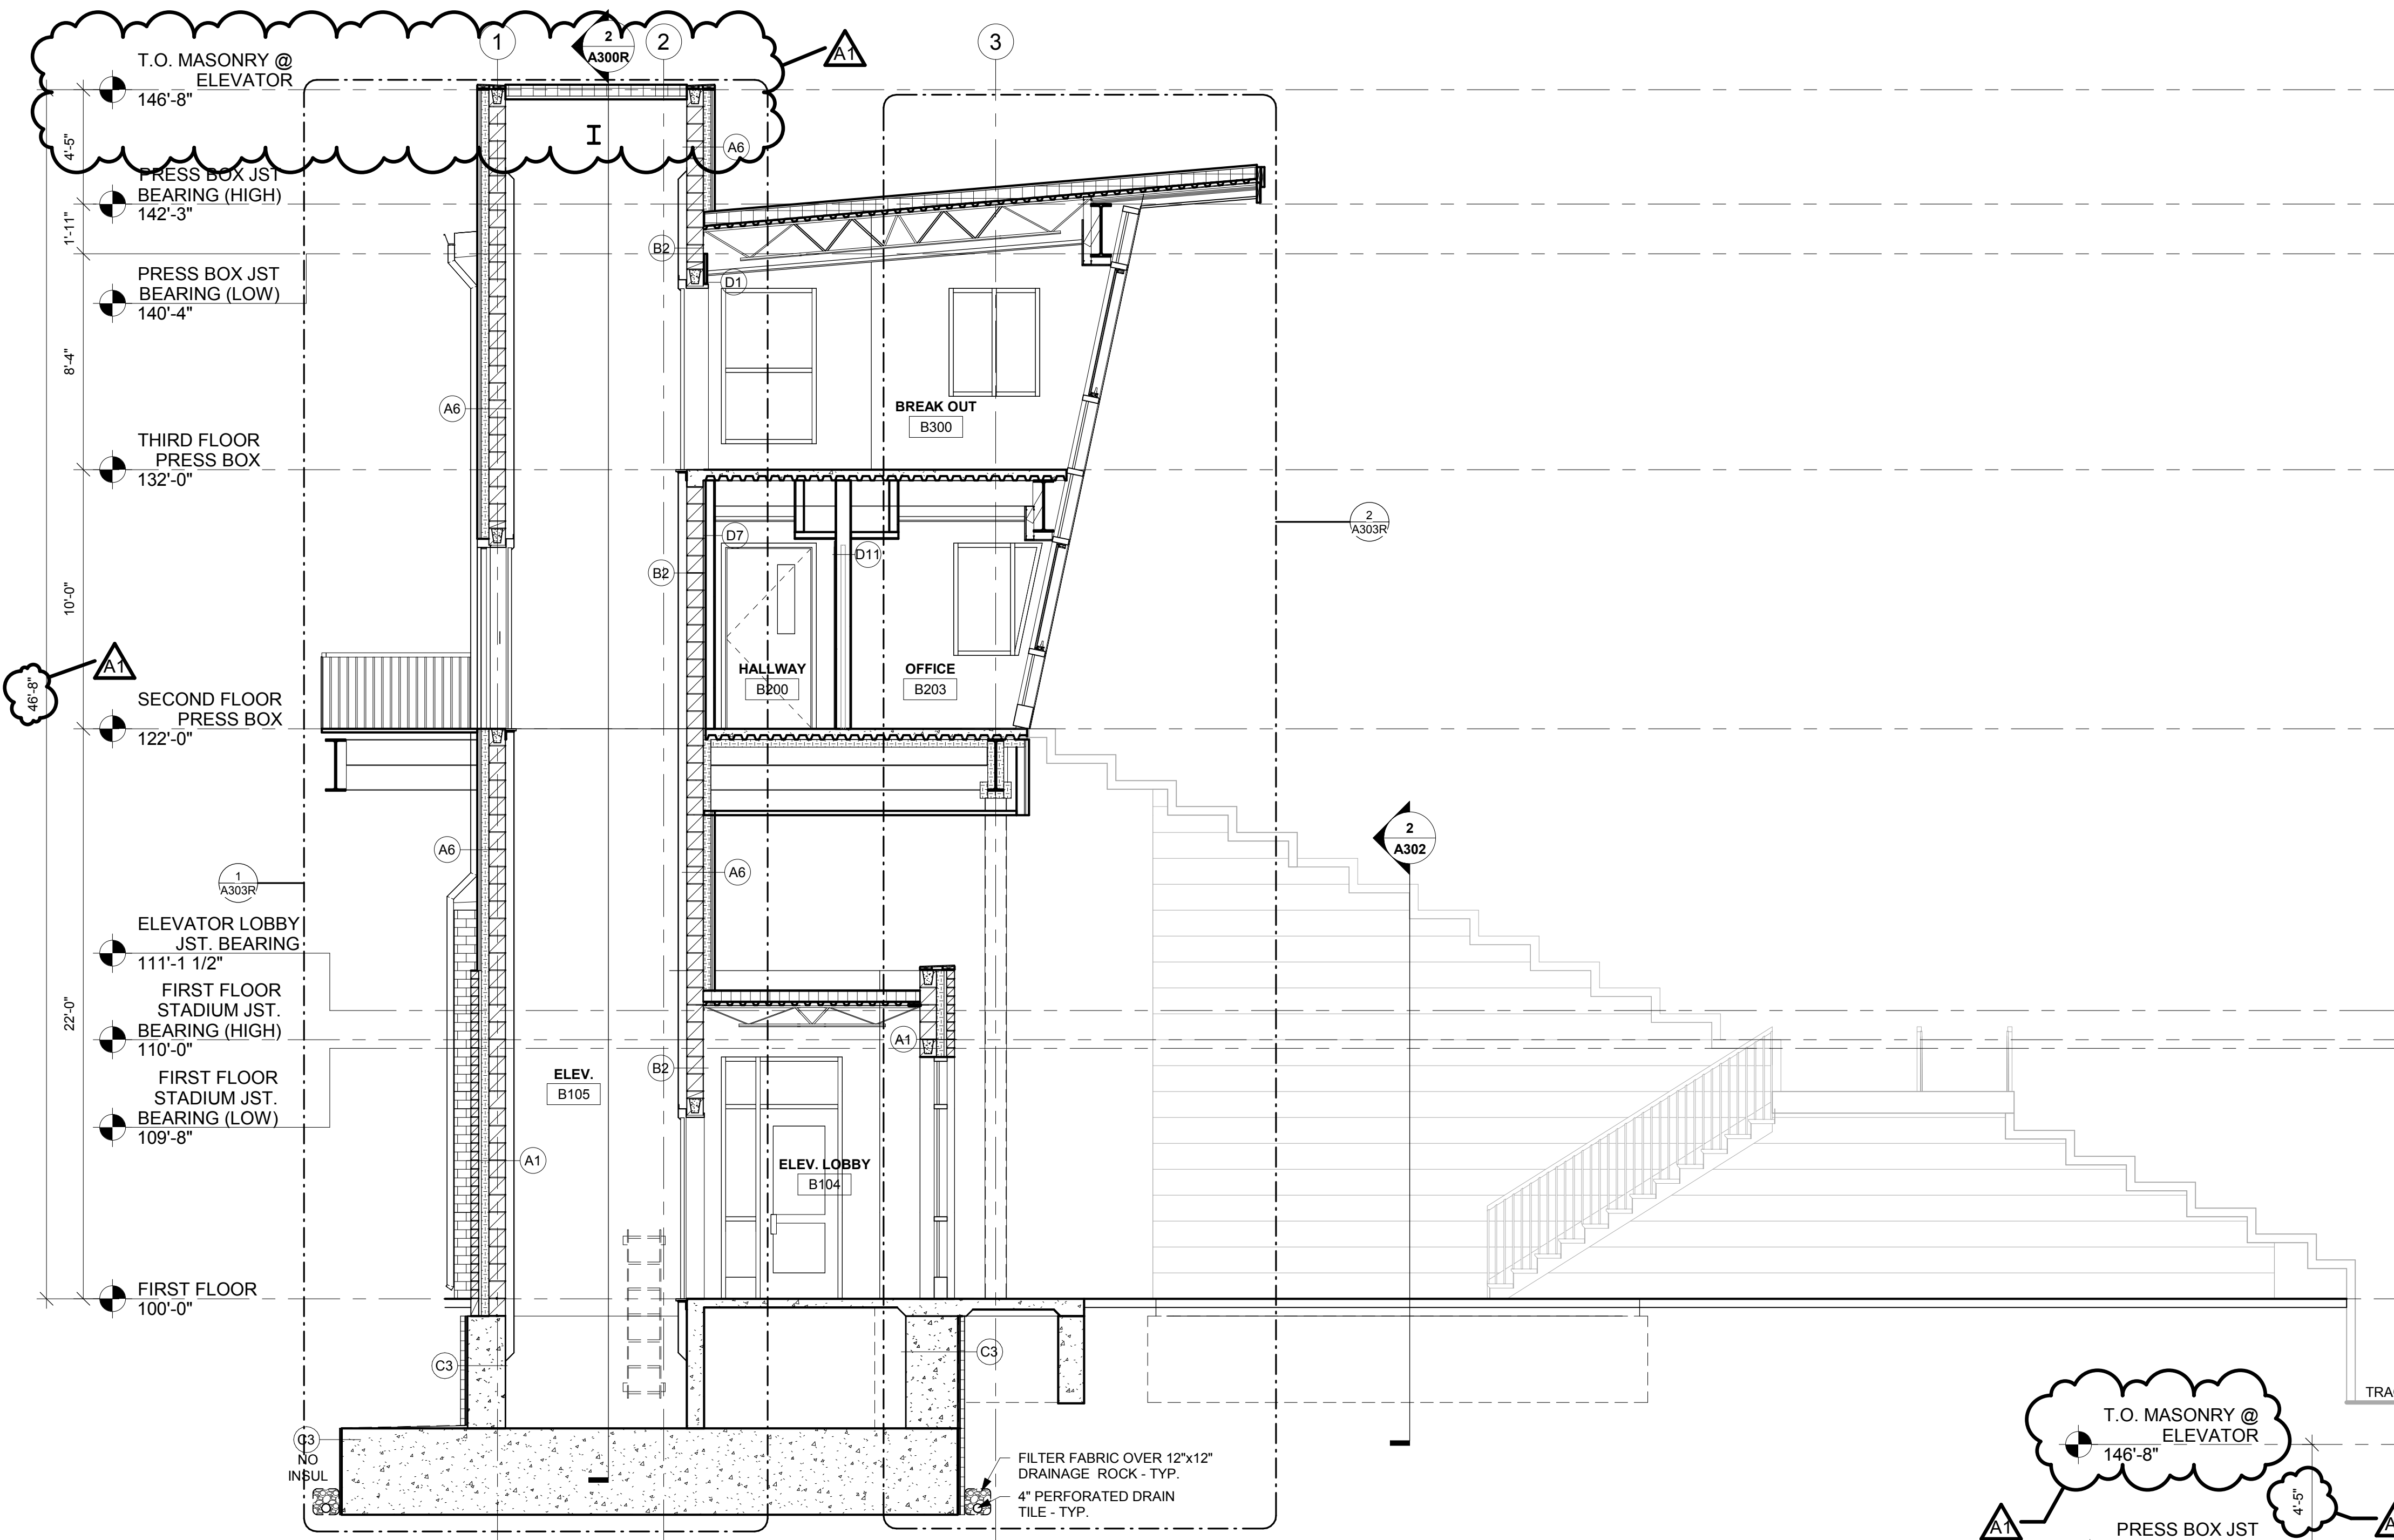 1
2
A300R
2
3
A1
T.O. MASONRY @
ELEVATOR
146'-8"
4'-5"
A6
PRESS BOX JST
BEARING (HIGH)
142'-3"
1'-11"
B2
PRESS BOX JST
BEARING (LOW)
140'-4"
D1
8'-4"
A6
BREAK OUT
B300
THIRD FLOOR
PRESS BOX
132'-0"
2
A303R
D7
D11
B2
10'-0"
A1
46'-8"
HALLWAY
B200
OFFICE
B203
SECOND FLOOR
PRESS BOX
122'-0"
2
A302
A6
A6
1
A303R
ELEVATOR LOBBY
JST. BEARING
111'-1 1/2"
FIRST FLOOR
STADIUM JST.
BEARING (HIGH)
110'-0"
22'-0"
A1
B2
ELEV.
B105
FIRST FLOOR
STADIUM JST.
BEARING (LOW)
109'-8"
A1
ELEV. LOBBY
B104
FIRST FLOOR
100'-0"
C3
C3
C3
NO
INSUL
FILTER FABRIC OVER 12"x12"
DRAINAGE ROCK - TYP.
4" PERFORATED DRAIN
TILE - TYP.
T.O. MASONRY @
ELEVATOR
146'-8"
4'-5"
A1
PRESS BOX JST